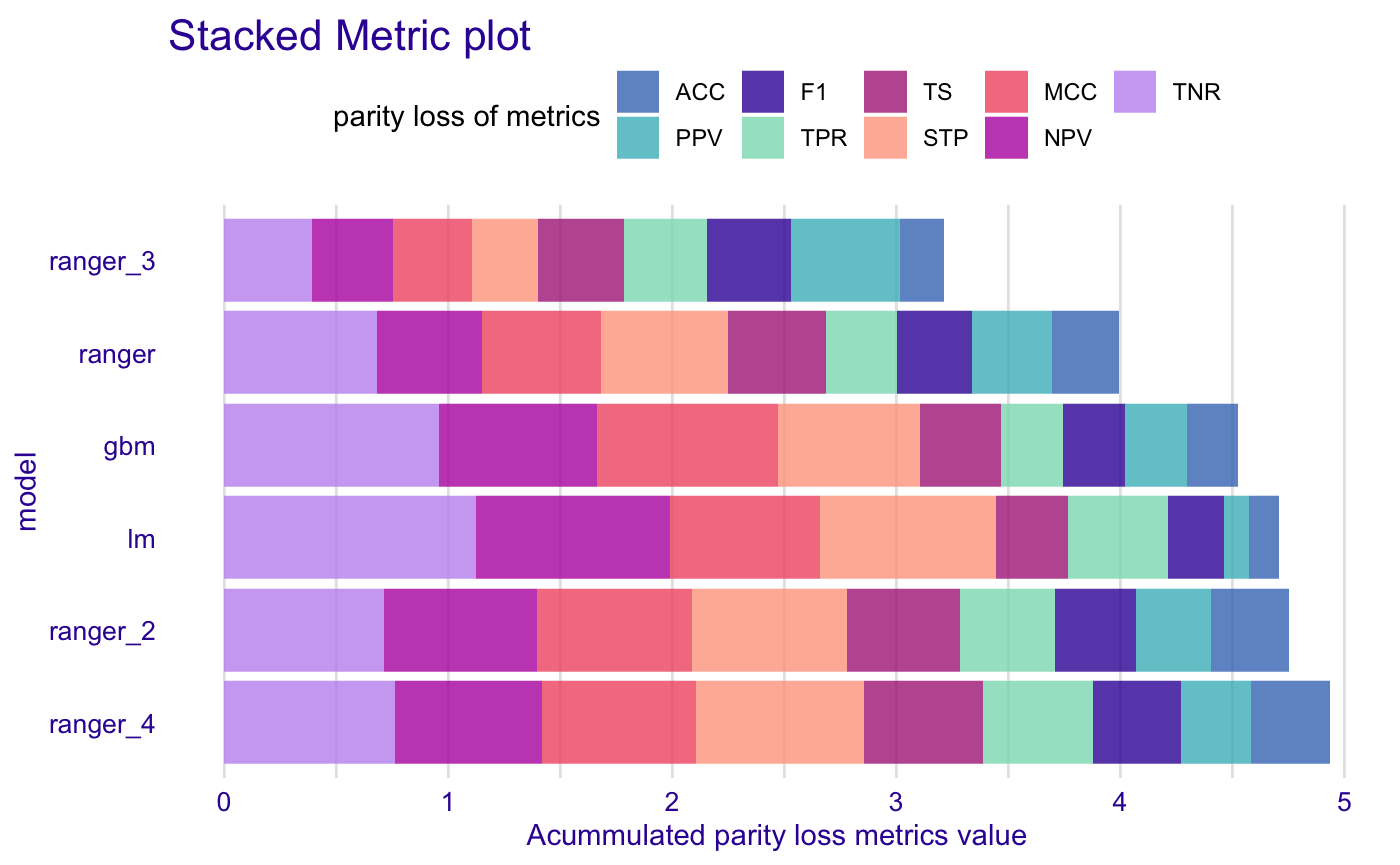 Stacked Metric plot
parity loss of metrics
ACC F1 TS MCC TNR
PPV TPR STP NPV
ranger_3
ranger
gbm
lm
ranger_2
ranger_4
model
0 1 2 3 4 5
Acummulated parity loss metrics value